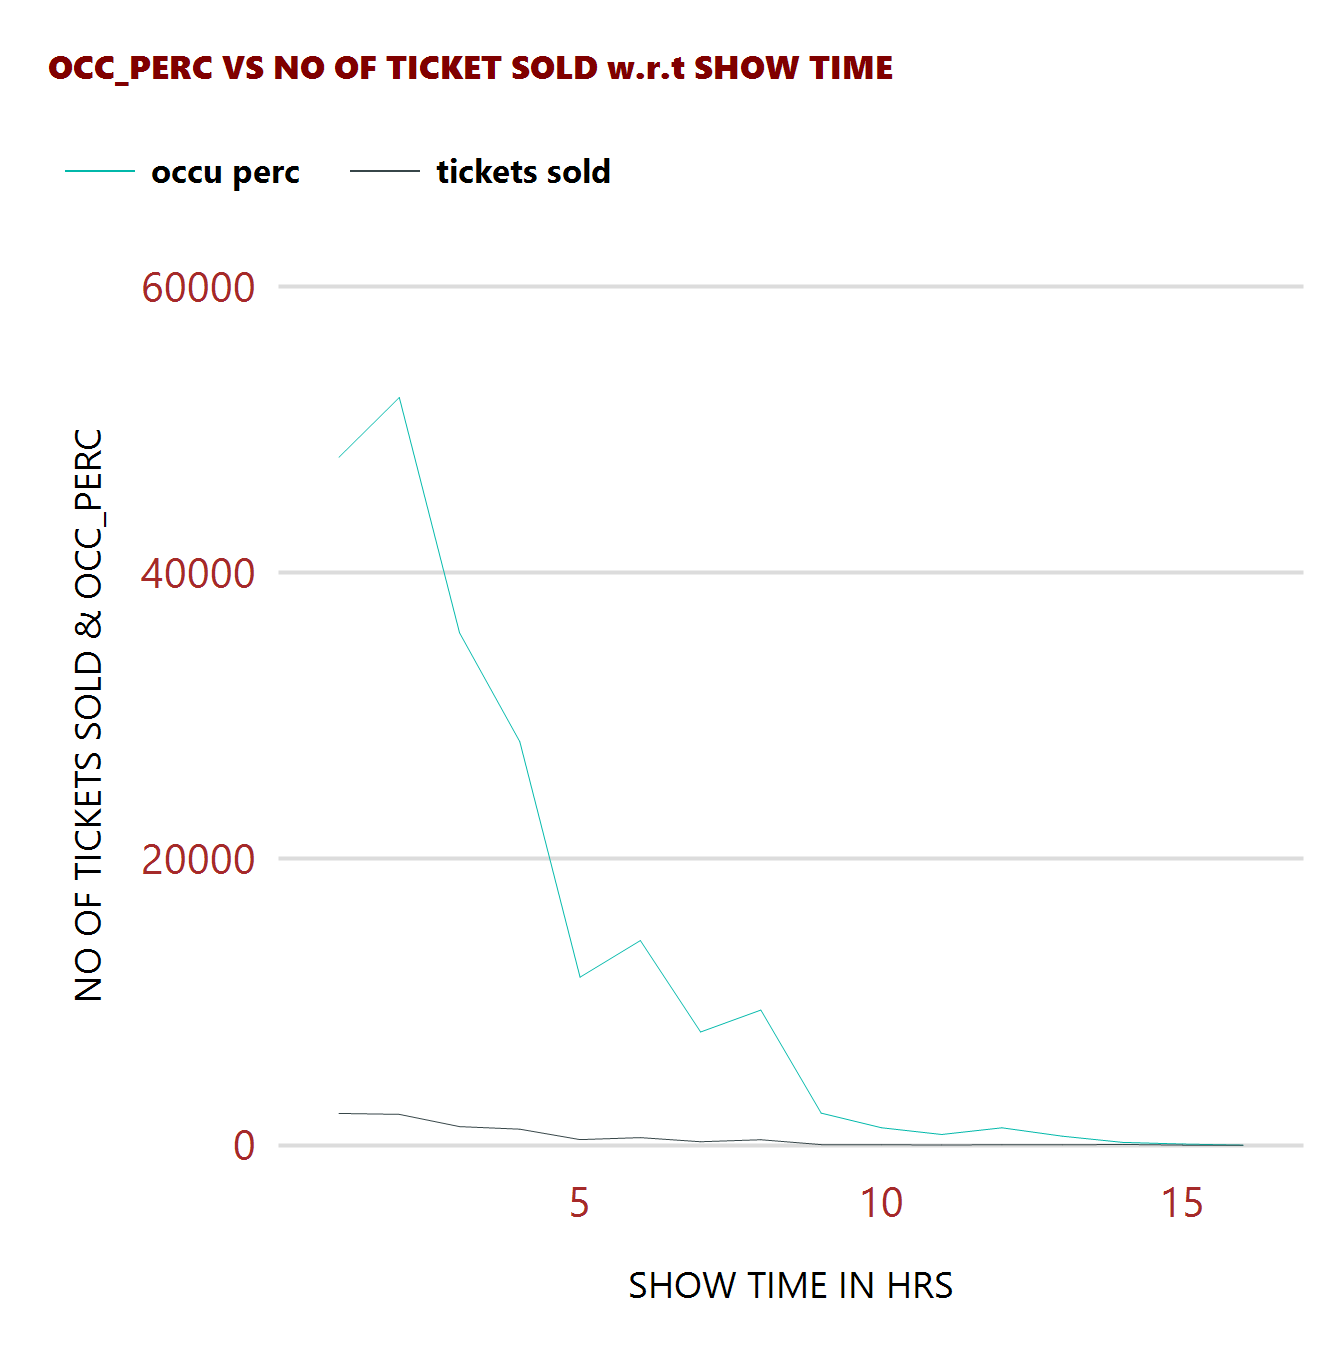 OCC_PERC VS NO OF TICKET SOLD w.r.t SHOW TIME
occu perc
tickets sold
60000
40000
20000
0
NO OF TICKETS SOLD & OCC_PERC
5
10
15
SHOW TIME IN HRS